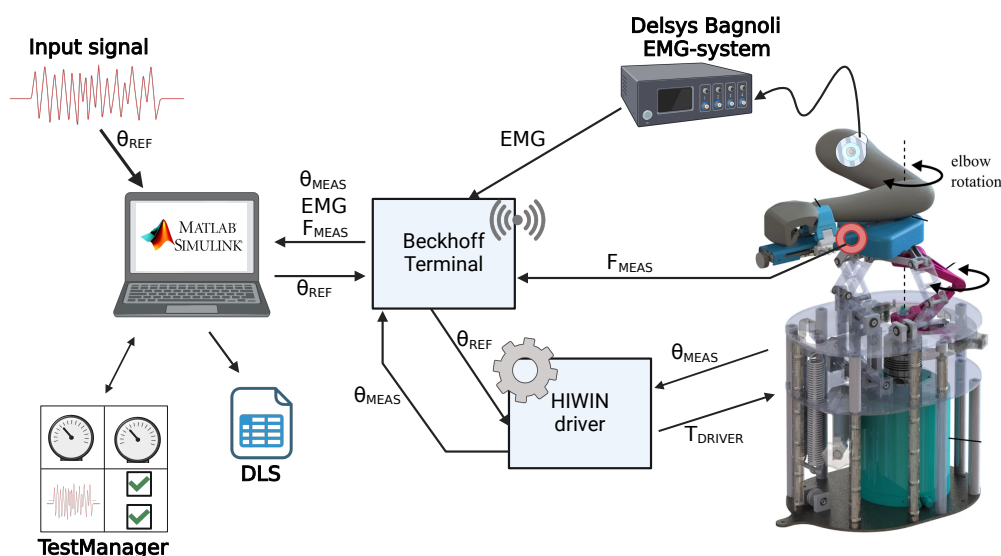 Input signal
θREF
MATLAB
SIMULINK®
θMEAS
EMG
FMEAS
θREF
TestManager
DLS
Beckhoff
Terminal
EMG
Delsys Bagnoli
EMG-system
FMEAS
θREF
θMEAS
HIWIN
driver
θMEAS
TDRIVER
elbow
rotation